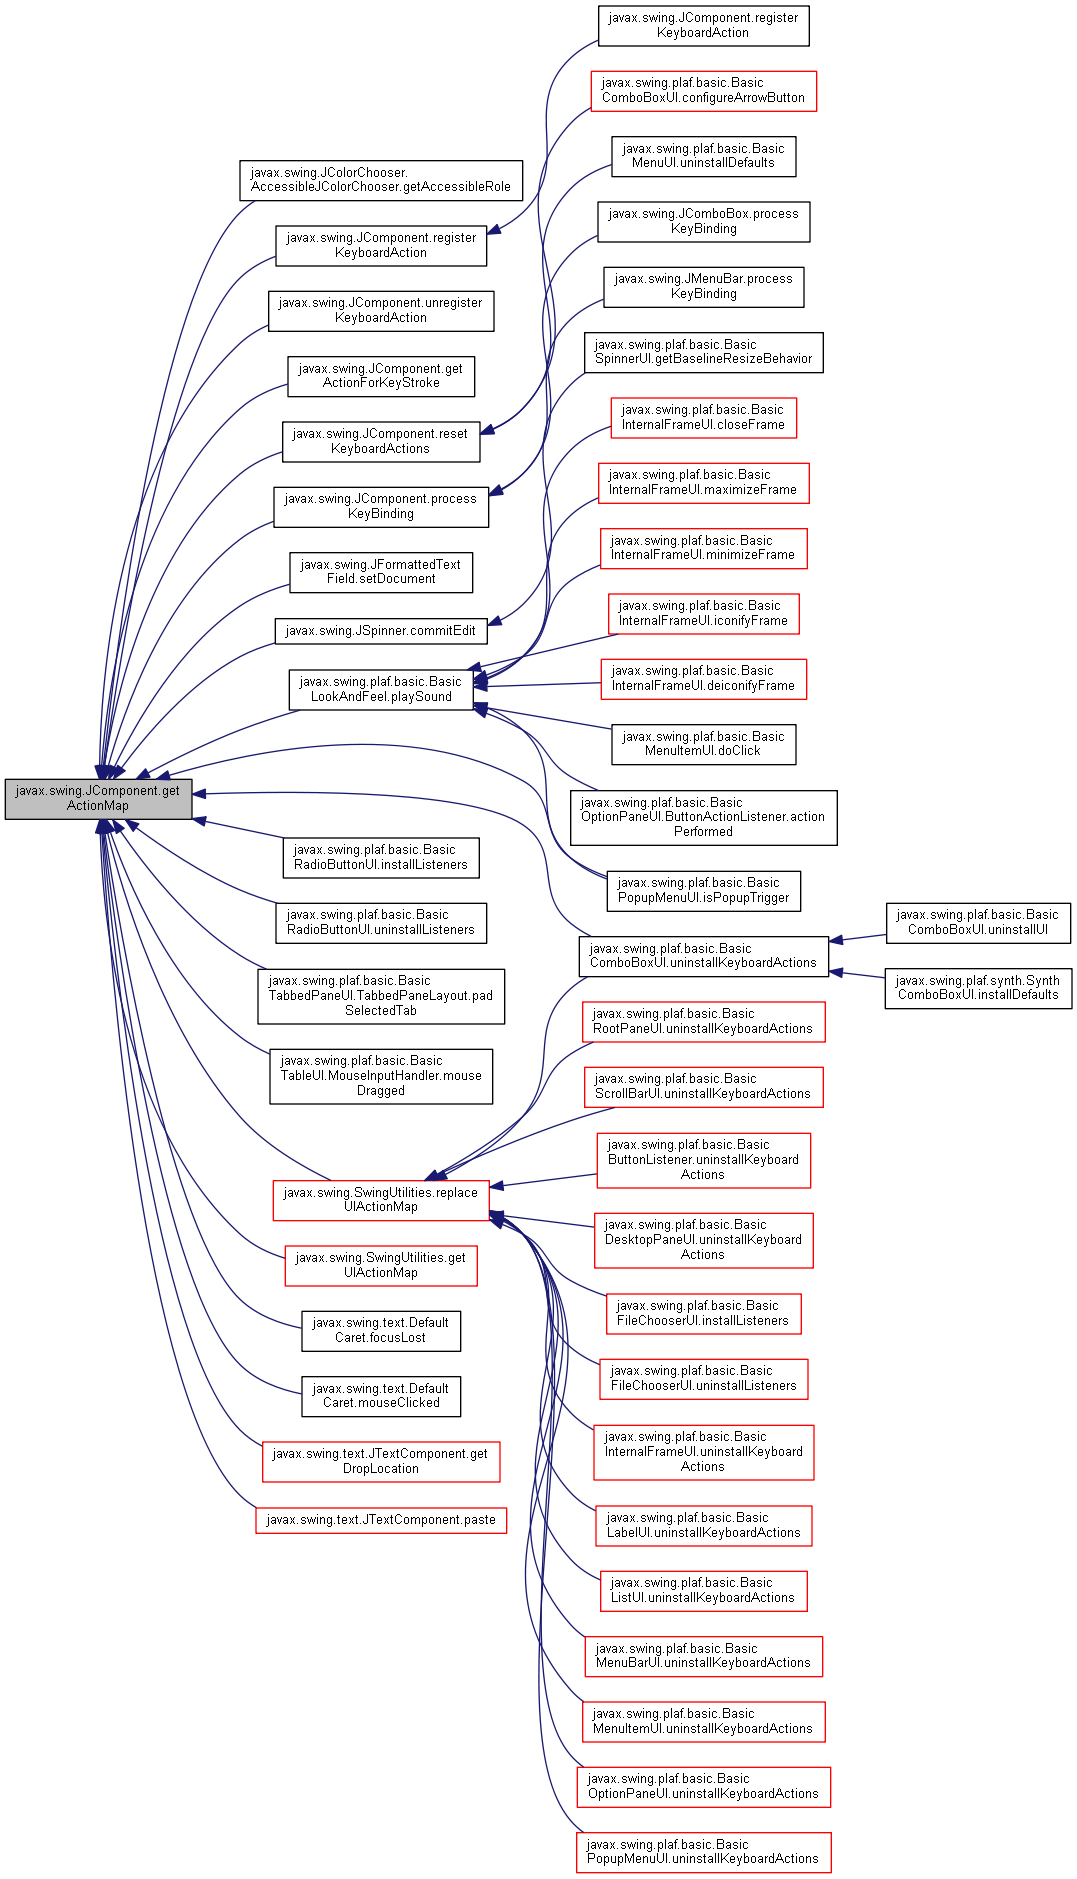 javax.swing.JComponent.get
ActionMap
javax.swing.JColorChooser.
AccessibleJColorChooser.getAccessibleRole
javax.swing.JComponent.register
KeyboardAction
javax.swing.JComponent.unregister
KeyboardAction
javax.swing.JComponent.get
ActionForKeyStroke
javax.swing.JComponent.reset
KeyboardActions
javax.swing.JComponent.process
KeyBinding
javax.swing.JFormattedText
Field.setDocument
javax.swing.JSpinner.commitEdit
javax.swing.plaf.basic.Basic
LookAndFeel.playSound
javax.swing.plaf.basic.Basic
RadioButtonUI.installListeners
javax.swing.plaf.basic.Basic
RadioButtonUI.uninstallListeners
javax.swing.plaf.basic.Basic
TabbedPaneUI.TabbedPaneLayout.pad
SelectedTab
javax.swing.plaf.basic.Basic
TableUI.MouseInputHandler.mouse
Dragged
javax.swing.SwingUtilities.replace
UIActionMap
javax.swing.SwingUtilities.get
UIActionMap
javax.swing.text.Default
Caret.focusLost
javax.swing.text.Default
Caret.mouseClicked
javax.swing.text.JTextComponent.get
DropLocation
javax.swing.text.JTextComponent.paste
javax.swing.JComponent.register
KeyboardAction
javax.swing.plaf.basic.Basic
ComboBoxUI.configureArrowButton
javax.swing.plaf.basic.Basic
MenuUI.uninstallDefaults
javax.swing.JComboBox.process
KeyBinding
javax.swing.JMenuBar.process
KeyBinding
javax.swing.plaf.basic.Basic
SpinnerUI.getBaselineResizeBehavior
javax.swing.plaf.basic.Basic
InternalFrameUI.closeFrame
javax.swing.plaf.basic.Basic
InternalFrameUI.maximizeFrame
javax.swing.plaf.basic.Basic
InternalFrameUI.minimizeFrame
javax.swing.plaf.basic.Basic
InternalFrameUI.iconifyFrame
javax.swing.plaf.basic.Basic
InternalFrameUI.deiconifyFrame
javax.swing.plaf.basic.Basic
MenuItemUI.doClick
javax.swing.plaf.basic.Basic
OptionPaneUI.ButtonActionListener.action
Performed
javax.swing.plaf.basic.Basic
PopupMenuUI.isPopupTrigger
javax.swing.plaf.basic.Basic
ComboBoxUI.uninstallKeyboardActions
javax.swing.plaf.basic.Basic
RootPaneUI.uninstallKeyboardActions
javax.swing.plaf.basic.Basic
ScrollBarUI.uninstallKeyboardActions
javax.swing.plaf.basic.Basic
ButtonListener.uninstallKeyboard
Actions
javax.swing.plaf.basic.Basic
DesktopPaneUI.uninstallKeyboard
Actions
javax.swing.plaf.basic.Basic
FileChooserUI.installListeners
javax.swing.plaf.basic.Basic
FileChooserUI.uninstallListeners
javax.swing.plaf.basic.Basic
InternalFrameUI.uninstallKeyboard
Actions
javax.swing.plaf.basic.Basic
LabelUI.uninstallKeyboardActions
javax.swing.plaf.basic.Basic
ListUI.uninstallKeyboardActions
javax.swing.plaf.basic.Basic
MenuBarUI.uninstallKeyboardActions
javax.swing.plaf.basic.Basic
MenuItemUI.uninstallKeyboardActions
javax.swing.plaf.basic.Basic
OptionPaneUI.uninstallKeyboardActions
javax.swing.plaf.basic.Basic
PopupMenuUI.uninstallKeyboardActions
javax.swing.plaf.basic.Basic
ComboBoxUI.uninstallUI
javax.swing.plaf.synth.Synth
ComboBoxUI.installDefaults